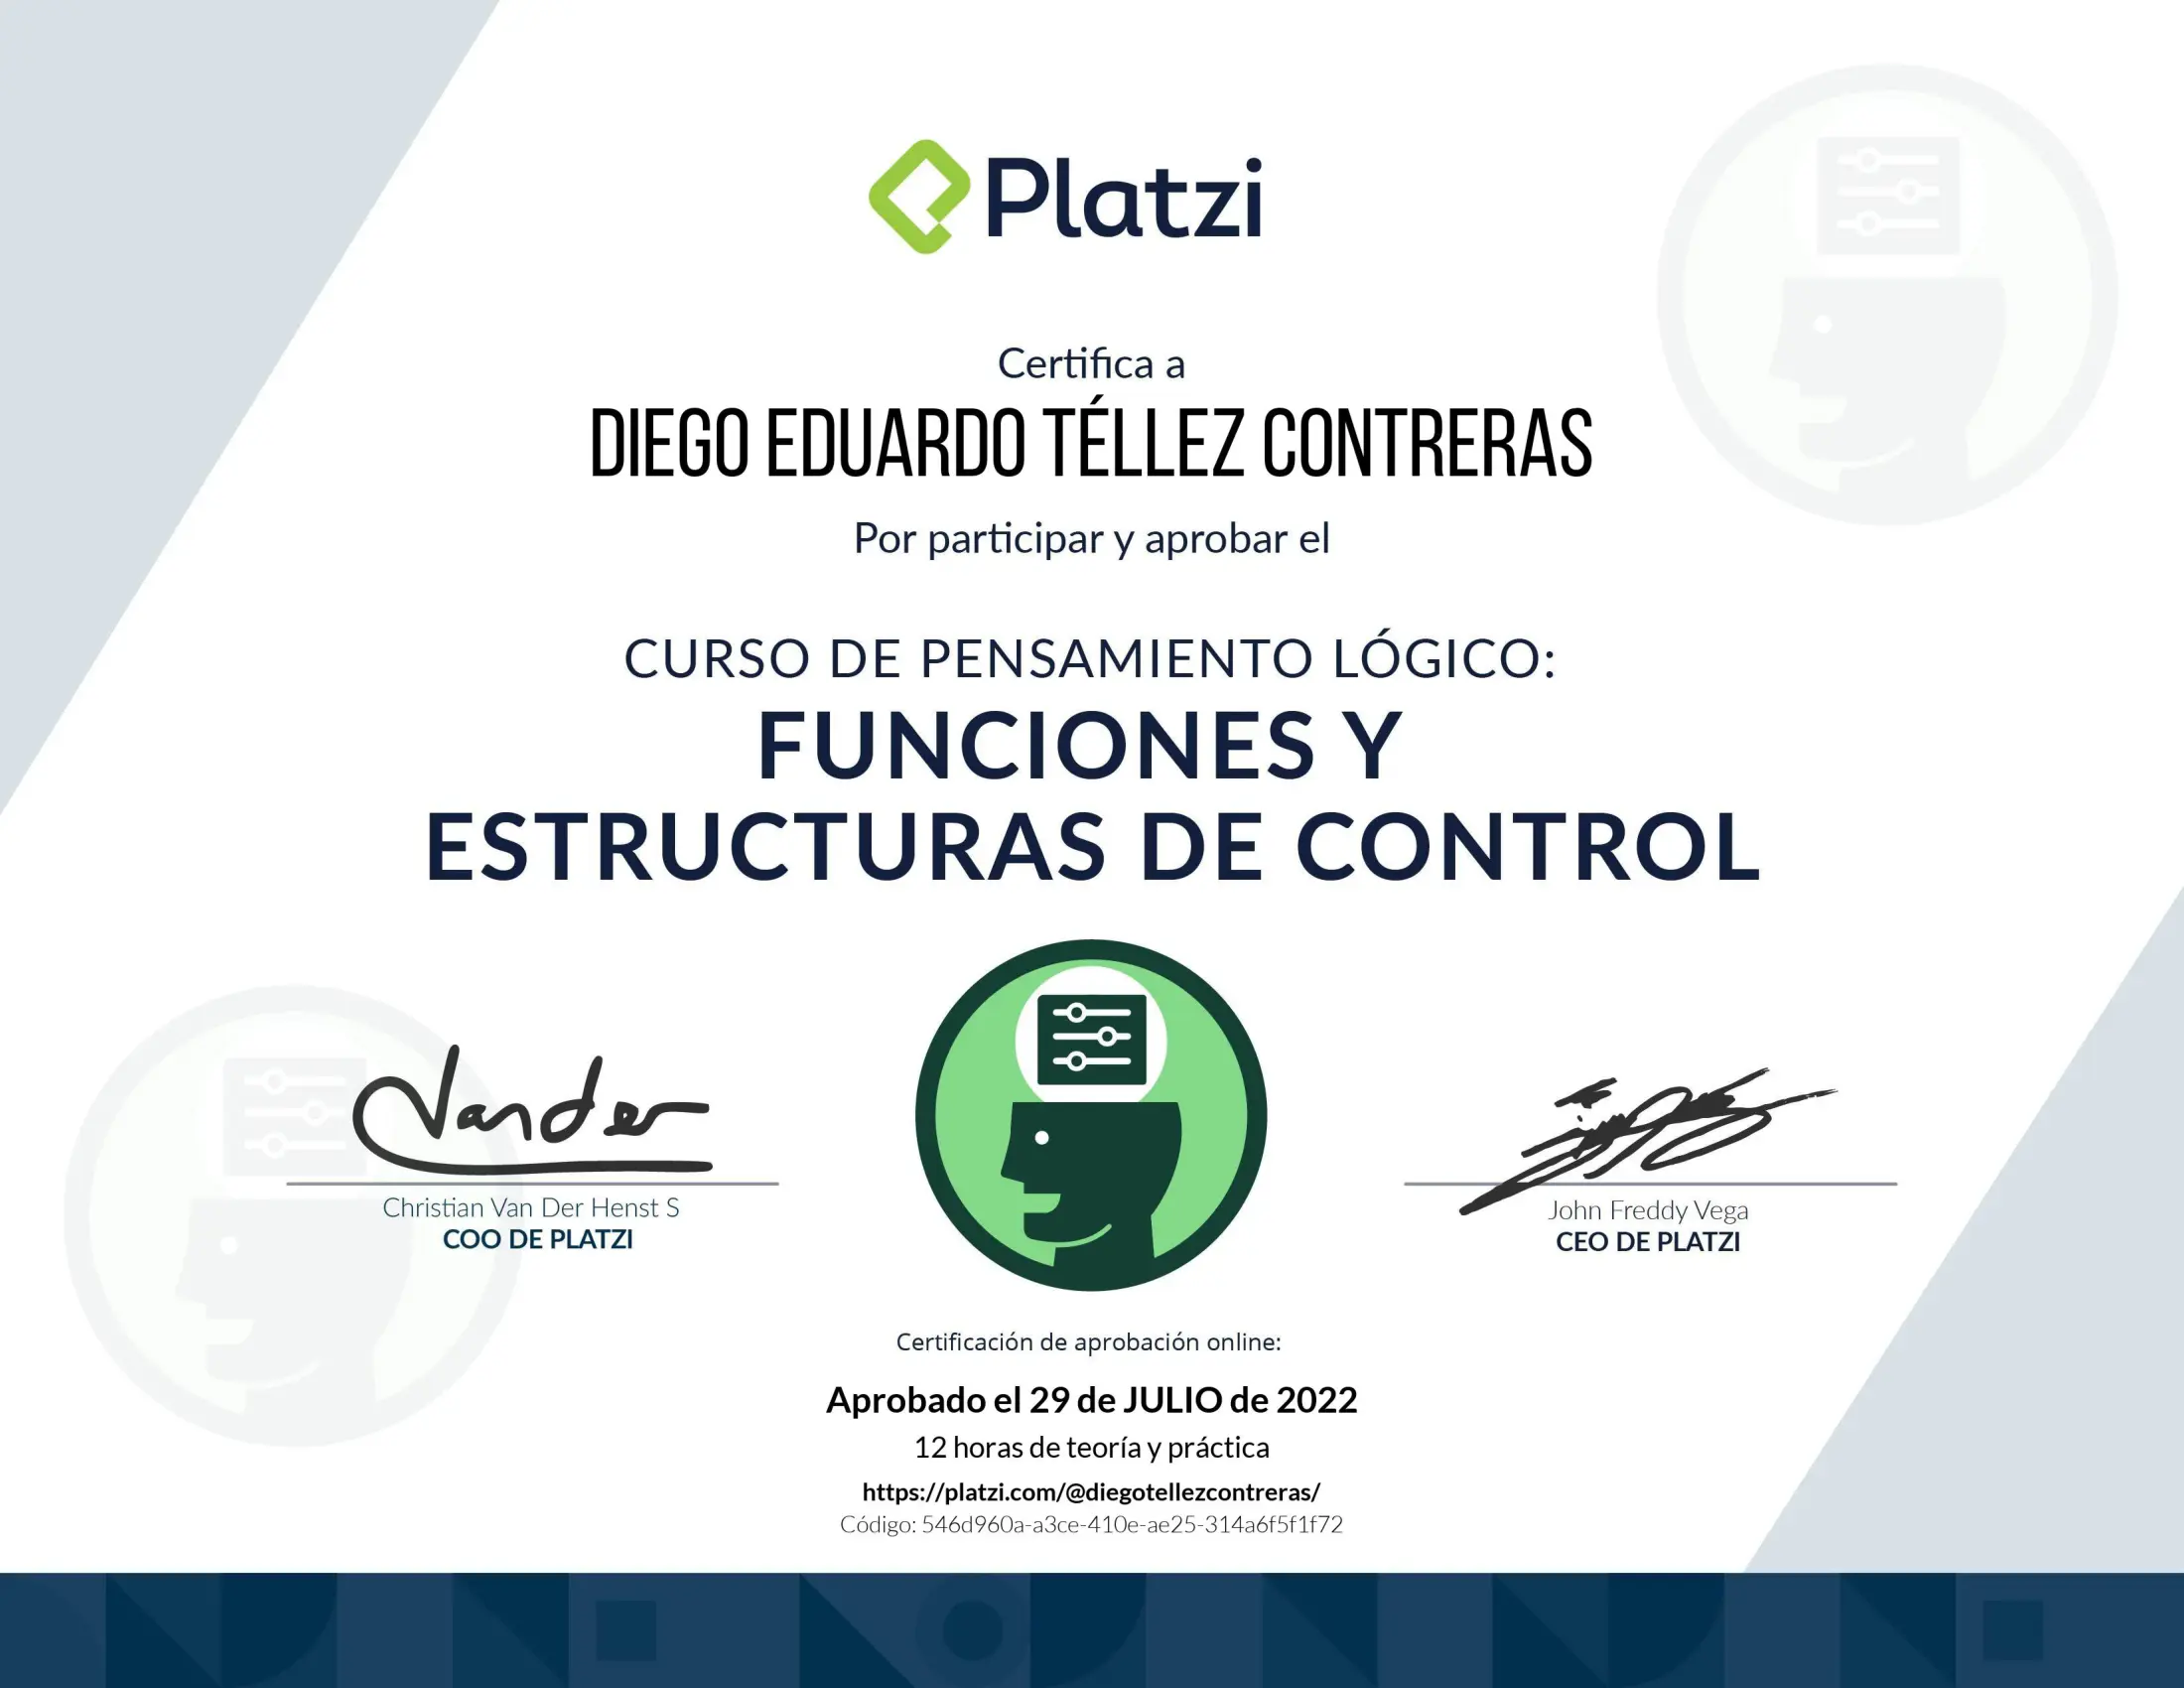 Platzi
Certifica a
DIEGO EDUARDO TÉLLEZ CONTRERAS
Por participar y aprobar el
CURSO DE PENSAMIENTO LÓGICO:
FUNCIONES Y
ESTRUCTURAS DE CONTROL
Vander
Christian Van Der Henst S
COO DE PLATZI
John Freddy Vega
CEO DE PLATZI
Certificación de aprobación online:
Aprobado el 29 de JULIO de 2022
12 horas de teoría y práctica
https://platzi.com/@diegotellezcontreras/
Código: 546d960a-a3ce-410e-ae25-314a6f5f1f72